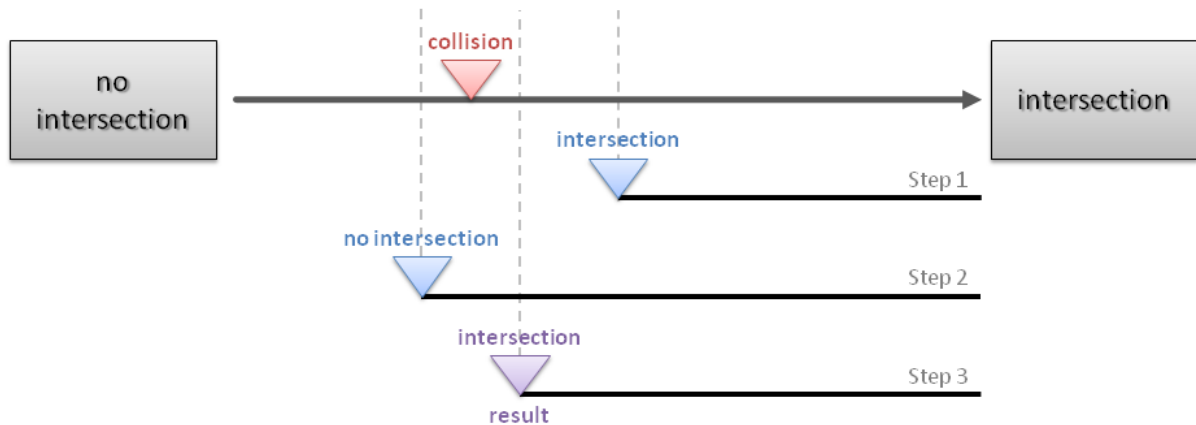 collision
no
intersection
intersection
intersection
Step 1
no intersection
Step 2
intersection
Step 3
result